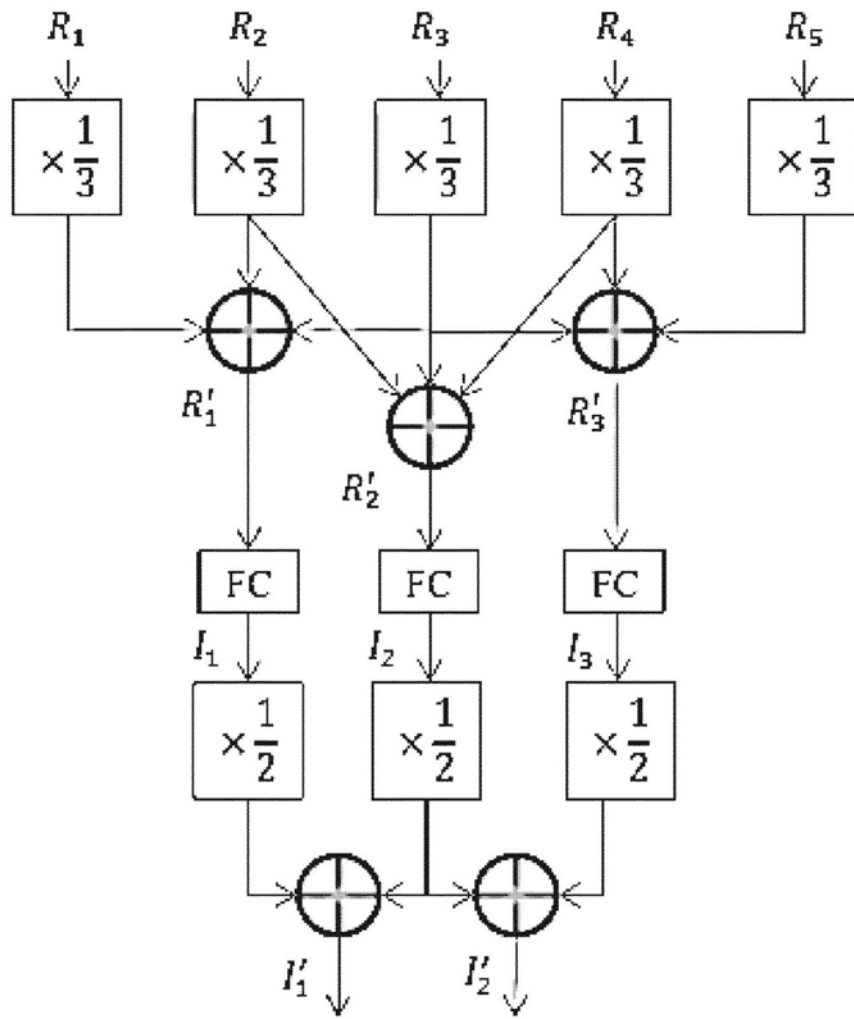 R₁ R₂ R₃ R₄ R₅
× 1/3 × 1/3 × 1/3 × 1/3 × 1/3
R′₁ R′₃
R′₂
FC FC FC
I₁ I₂ I₃
× 1/2 × 1/2 × 1/2
I′₁ I′₂